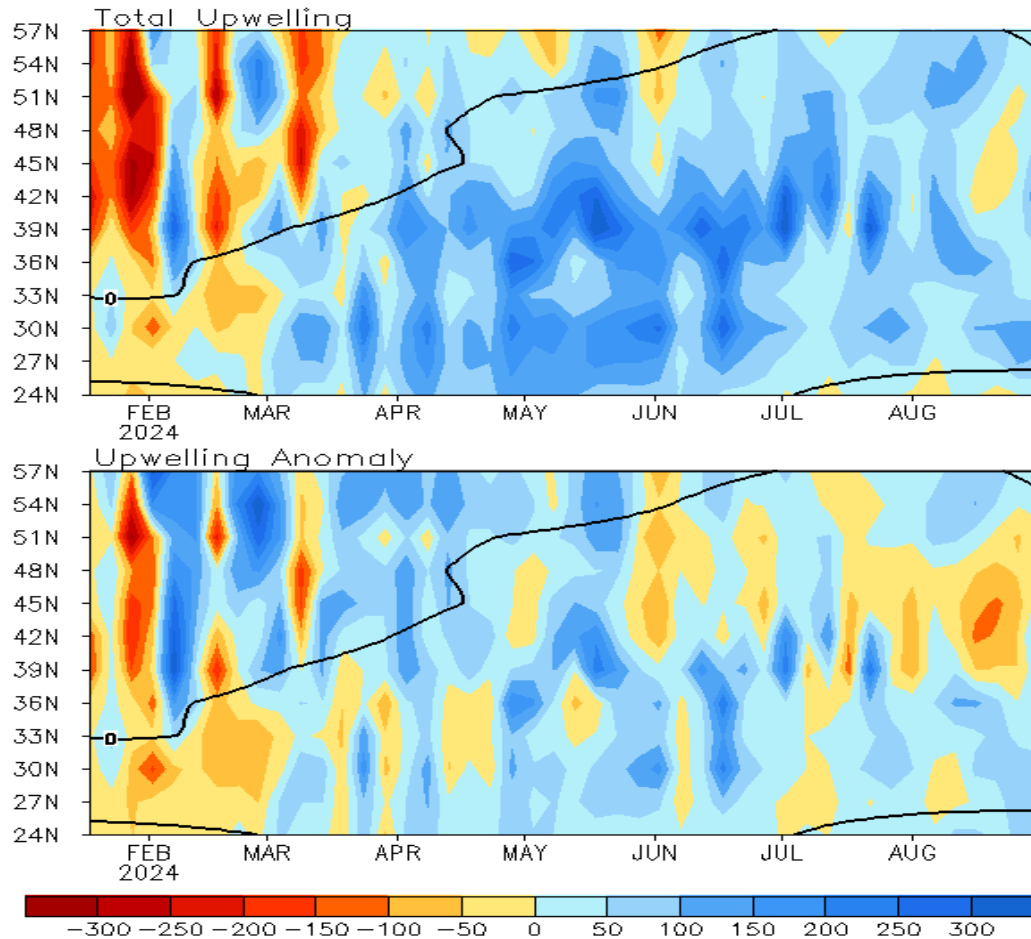 Total Upwelling
57N
54N
51N
48N
45N
42N
39N
36N
33N
30N
27N
24N
0
FEB MAR APR MAY JUN JUL AUG
2024
Upwelling Anomaly
57N
54N
51N
48N
45N
42N
39N
36N
33N
30N
27N
24N
0
FEB MAR APR MAY JUN JUL AUG
2024
-300 -250 -200 -150 -100 -50 0 50 100 150 200 250 300